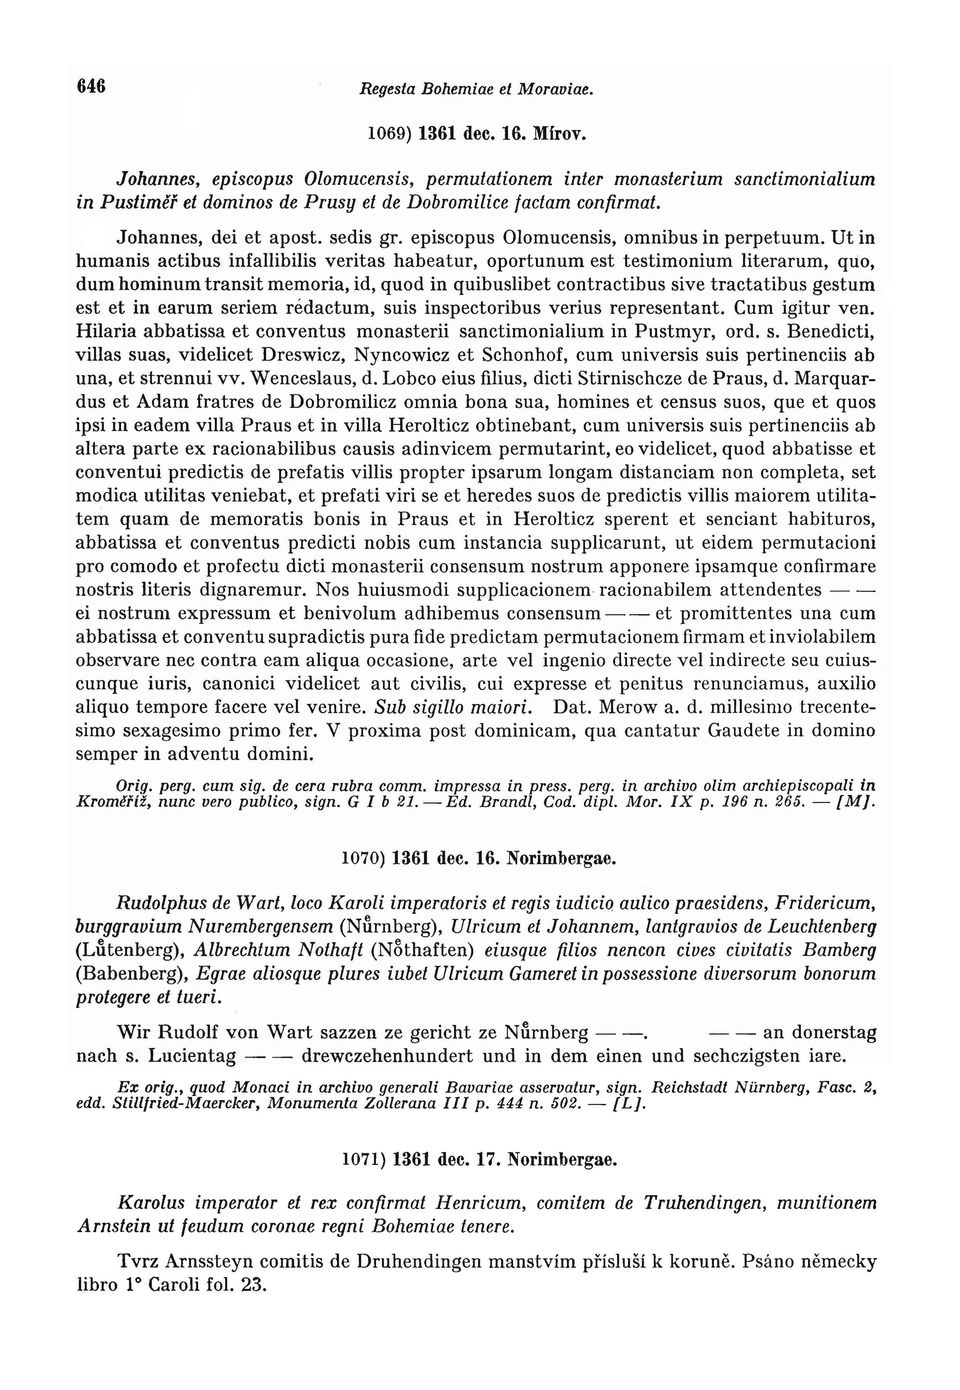 646 Regesta Bohemiae et Moraviae.
1069) 1361 dec. 16. Mírov.
Johannes, episcopus Olomucensis, permutationem inter monasterium sanctimonialium
in Pustiměř et dominos de Prusy et de Dobromilice factam confirmat.
Johannes, dei et apost. sedis gr. episcopus Olomucensis, omnibus in perpetuum. Ut in
humanis actibus infallibilis veritas habeatur, oportunum est testimonium literarum, quo,
dum hominum transit memoria, id, quod in quibuslibet contractibus sive tractatibus gestum
est et in earum seriem rédactum, suis inspectoribus verius representant. Cum igitur ven.
Hilaria abbatissa et conventus monasterii sanctimonialium in Pustmyr, ord. s. Benedicti,
villas suas, videlicet Dreswicz, Nyncowicz et Schonhof, cum universis suis pertinenciis ab
una, et strennui vv. Wenceslaus, d. Lobco eius filius, dicti Stirnischcze de Praus, d. Marquar-
dus et Adam fratres de Dobromilicz omnia bona sua, homines et census suos, que et quos
ipsi in eadem villa Praus et in villa Herolticz obtinebant, cum universis suis pertinenciis ab
altera parte ex racionabilibus causis adinvicem permutarint, eo videlicet, quod abbatisse et
conventui predictis de prefatis villis propter ipsarum longam distanciam non completa, set
modica utilitas veniebat, et prefati viri se et heredes suos de predictis villis maiorem utilita-
tem quam de memoratis bonis in Praus et in Herolticz sperent et senciant habituros,
abbatissa et conventus predicti nobis cum instancia supplicarunt, ut eidem permutacioni
pro comodo et profectu dicti monasterii consensum nostrum apponere ipsamque confirmare
nostris literis dignaremur. Nos huiusmodi supplicacionem racionabilem attendentes — —
ei nostrum expressum et benivolum adhibemus consensum — — et promittentes una cum
abbatissa et conventu supradictis pura fide predictam permutacionem firmam et inviolabilem
observare nec contra eam aliqua occasione, arte vel ingenio directe vel indirecte seu cuius-
cunque iuris, canonici videlicet aut civilis, cui expresse et penitus renunciamus, auxilio
aliquo tempore facere vel venire. Sub sigillo maiori. Dat. Merow a. d. millesimo trecente-
simo sexagesimo primo fer. V proxima post dominicam, qua cantatur Gaudete in domino
semper in adventu domini.
Orig. perg. cum sig. de cera rubra comm. impressa in press. perg. in archivo olim archiepiscopali in
Kroměříž, nunc vero publico, sign. G I b 21. — Ed. Brandl, Cod. dipl. Mor. IX p. 196 n. 265. — [M].
1070) 1361 dec. 16. Norimbergae.
Rudolphus de Wart, loco Karoli imperatoris et regis iudicio aulico praesidens, Fridericum,
burggravium Nurembergensem (Nůrnberg), Ulricum et Johannem, lantgravios de Leuchtenberg
(Lůtenberg), Albrechtum Nothaft (Nothaften) eiusque filios nencon cives civitatis Bamberg
(Babenberg), Egrae aliosque plures iubet Ulricum Gameret in possessione diversorum bonorum
protegere et tueri.
Wir Rudolf von Wart sazzen ze gericht ze Nůrnberg — —. — — an donerstag
nach s. Lucientag — — drewczehenhundert und in dem einen und sechczigsten iare.
Ex orig., quod Monaci in archivo generali Bavariae asservatur, sign. Reichstadt Nürnberg, Fasc. 2,
edd. Stillfried-Maercker, Monumenta Zollerana III p. 444 n. 502. — [L].
1071) 1361 dec. 17. Norimbergae.
Karolus imperator et rex confirmat Henricum, comitem de Truhendingen, munitionem
Arnstein ut feudum coronae regni Bohemiae tenere.
Tvrz Arnssteyn comitis de Druhendingen manstvím přísluší k koruně. Psáno německy
libro 1° Caroli fol. 23.